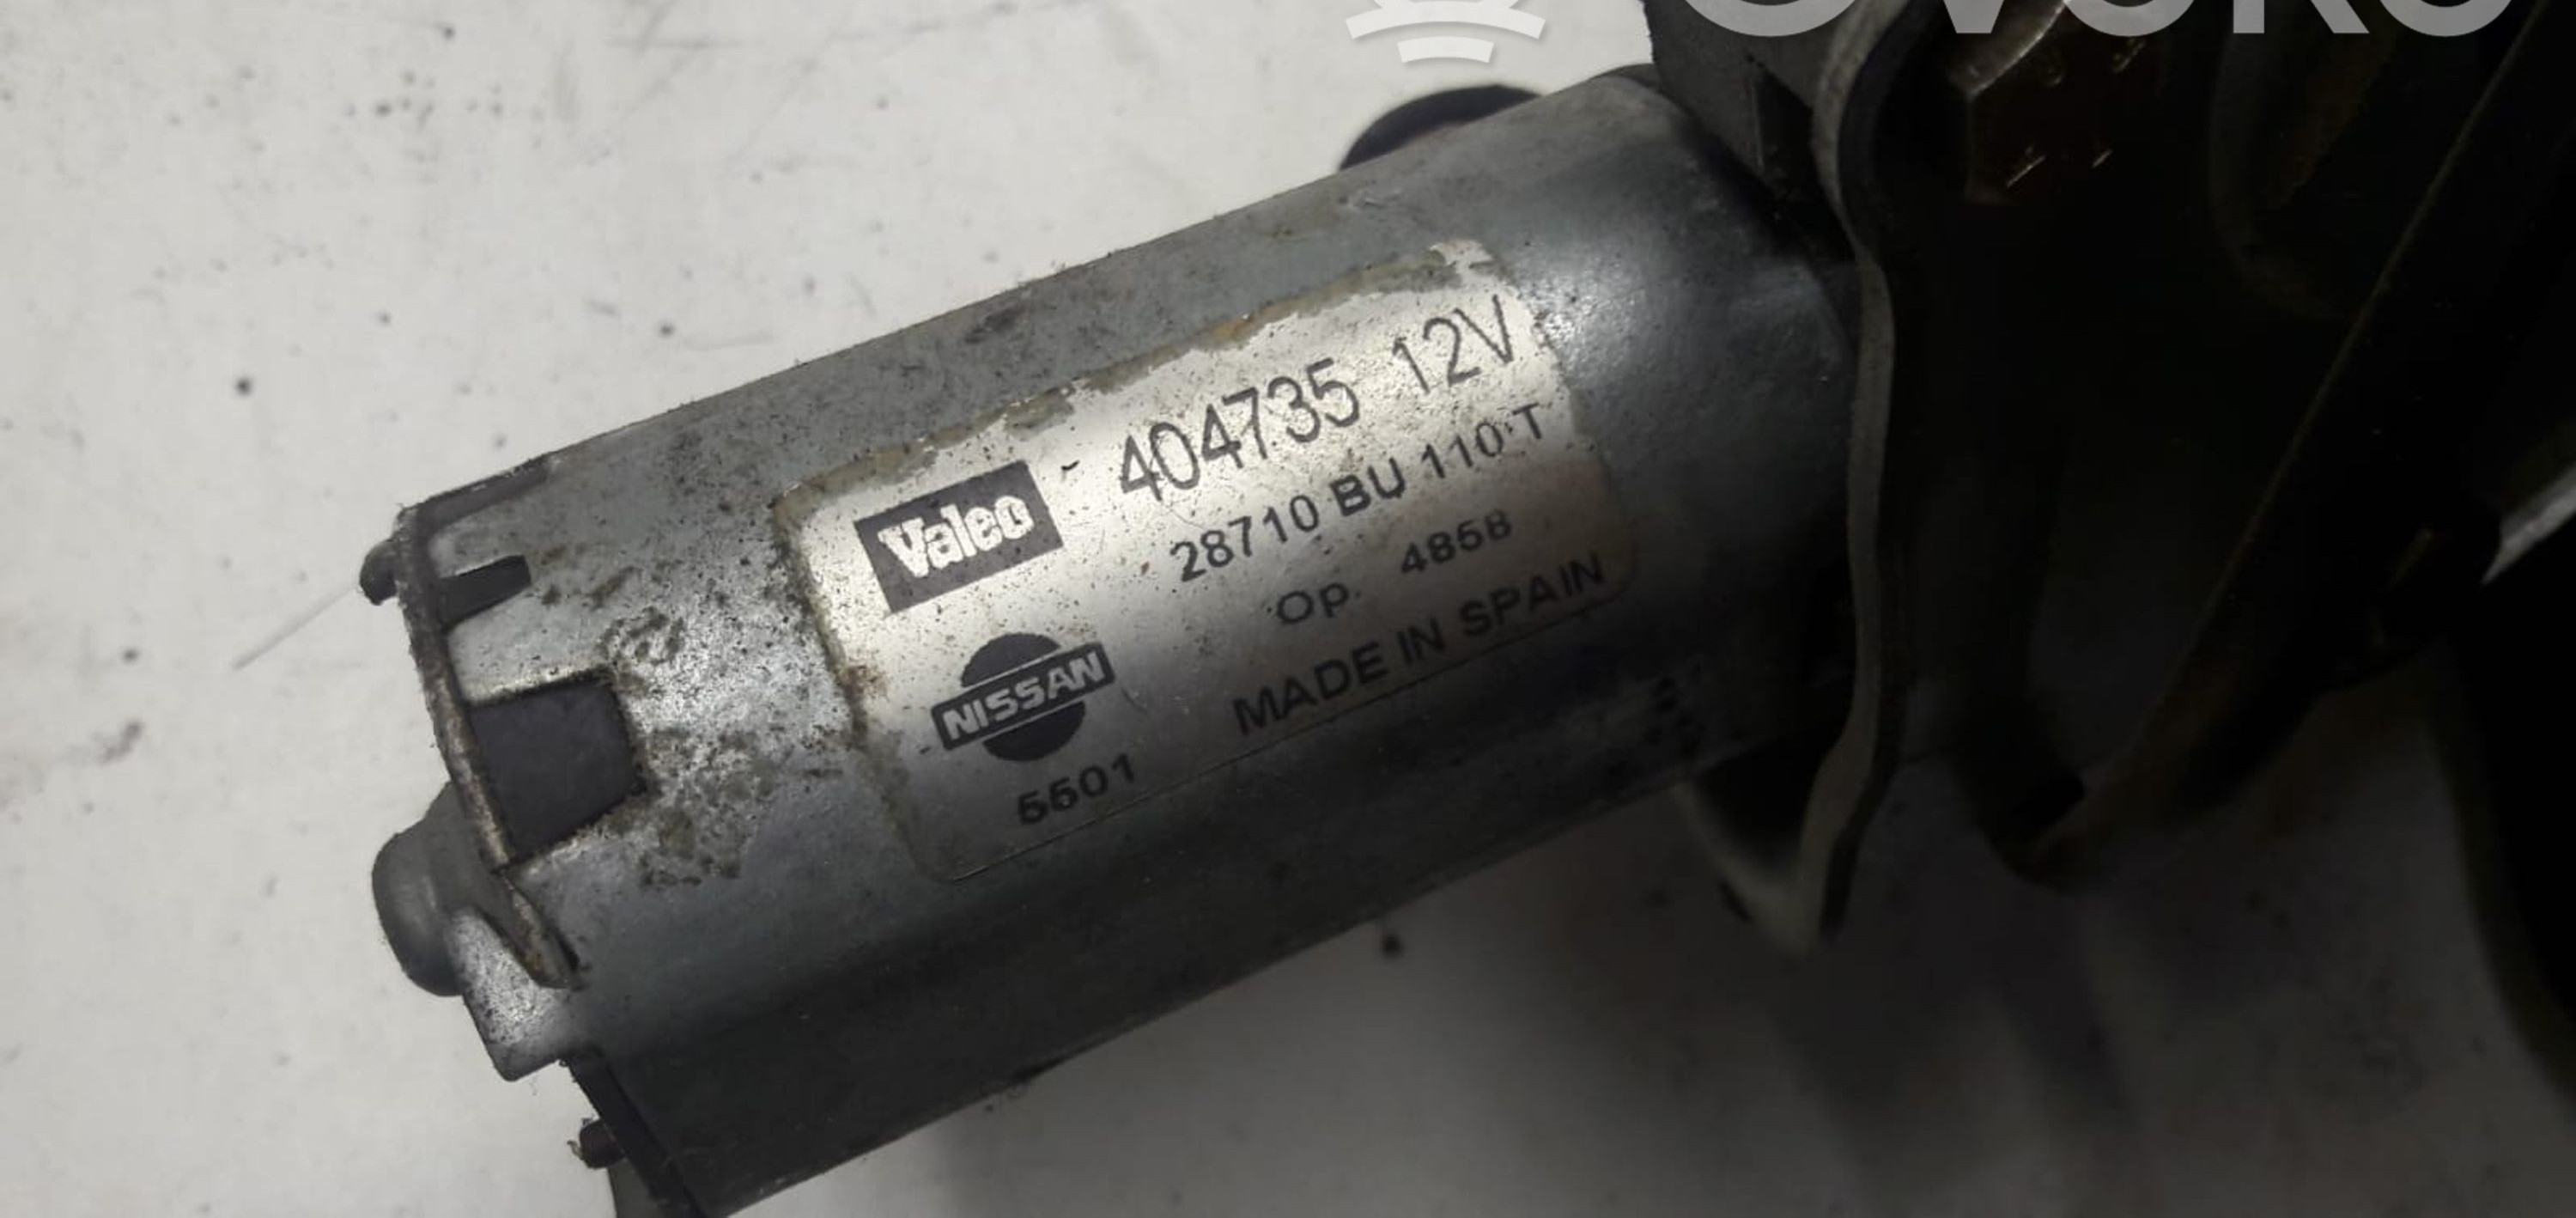 Valeo - 404735 12V
28710 BU 110 T
Op. 4858
NISSAN MADE IN SPAIN
5501